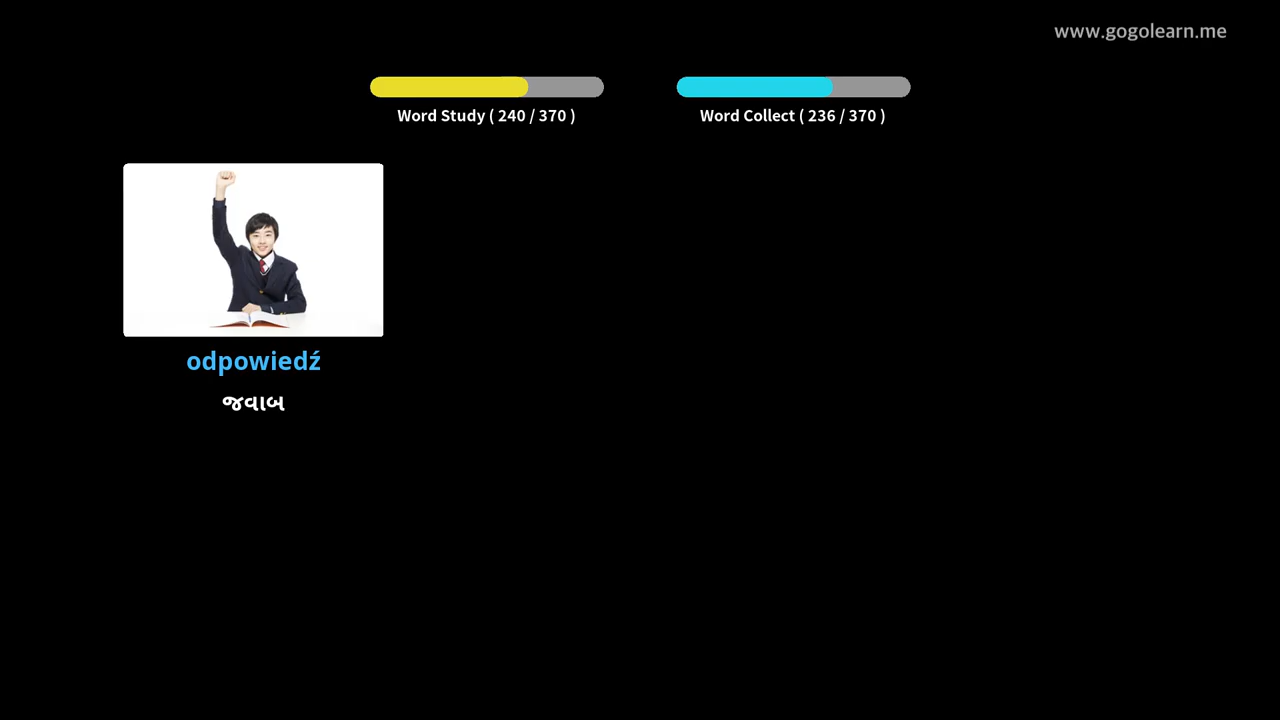 www.gogolearn.me
Word Study ( 240 / 370 )
Word Collect ( 236 / 370 )
odpowiedź
જવાબ